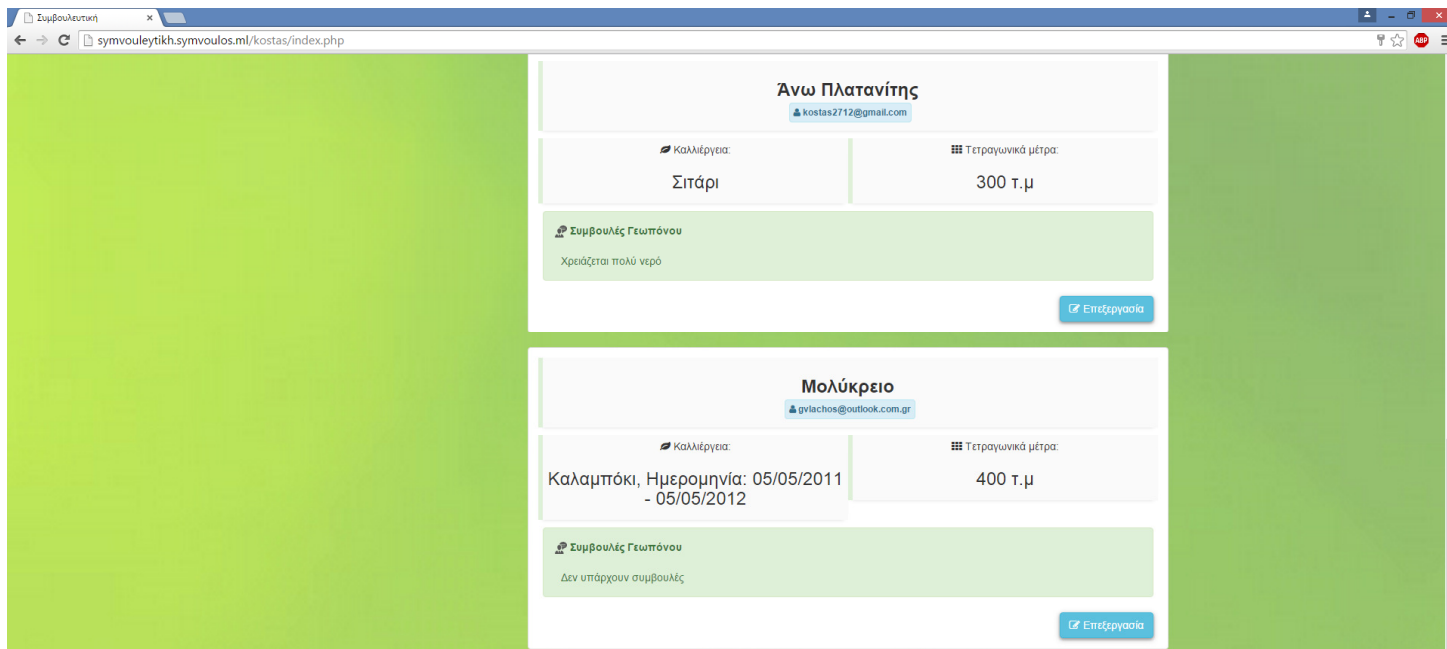 Συμβουλευτική
symvouleytikh.symvoulos.ml/kostas/index.php
ABP
Άνω Πλατανίτης
kostas2712@gmail.com
Καλλιέργεια:
Τετραγωνικά μέτρα:
Σιτάρι
300 τ.μ
Συμβουλές Γεωπόνου
Χρειάζεται πολύ νερό
Επεξεργασία
Μολύκρειο
gvlachos@outlook.com.gr
Καλλιέργεια:
Τετραγωνικά μέτρα:
Καλαμπόκι, Ημερομηνία: 05/05/2011
- 05/05/2012
400 τ.μ
Συμβουλές Γεωπόνου
Δεν υπάρχουν συμβουλές
Επεξεργασία